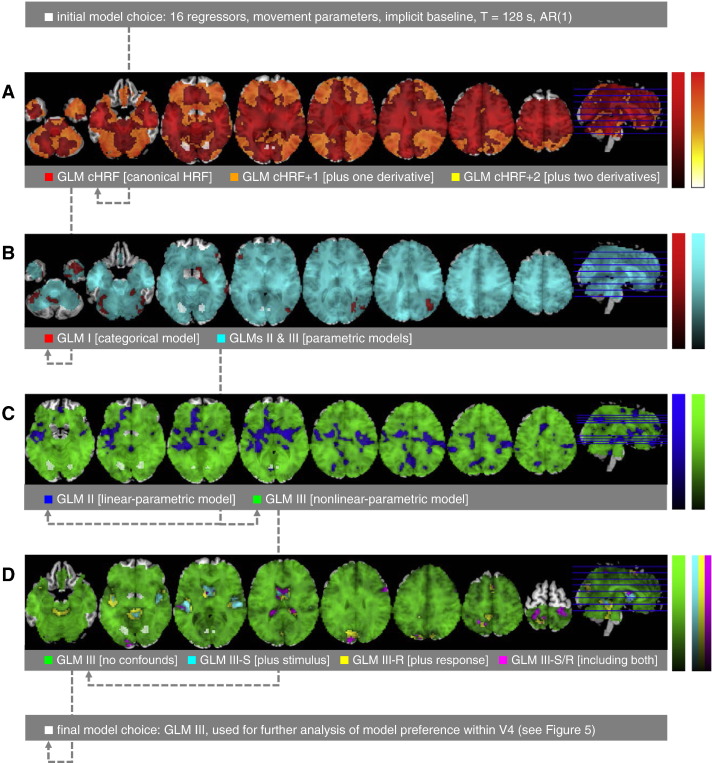 initial model choice: 16 regressors, movement parameters, implicit baseline, T = 128 s, AR(1)
A
GLM cHRF [canonical HRF] GLM cHRF+1 [plus one derivative] GLM cHRF+2 [plus two derivatives]
B
GLM I [categorical model] GLMs II & III [parametric models]
C
GLM II [linear-parametric model] GLM III [nonlinear-parametric model]
D
GLM III [no confounds] GLM III-S [plus stimulus] GLM III-R [plus response] GLM III-S/R [including both]
final model choice: GLM III, used for further analysis of model preference within V4 (see Figure 5)